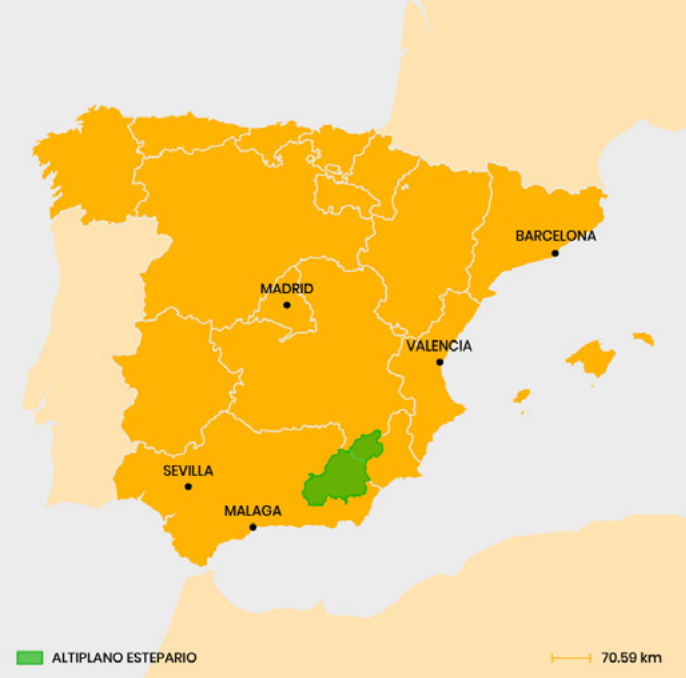 BARCELONA
MADRID
VALENCIA
SEVILLA
MALAGA
ALTIPLANO ESTEPARIO
70.59 km